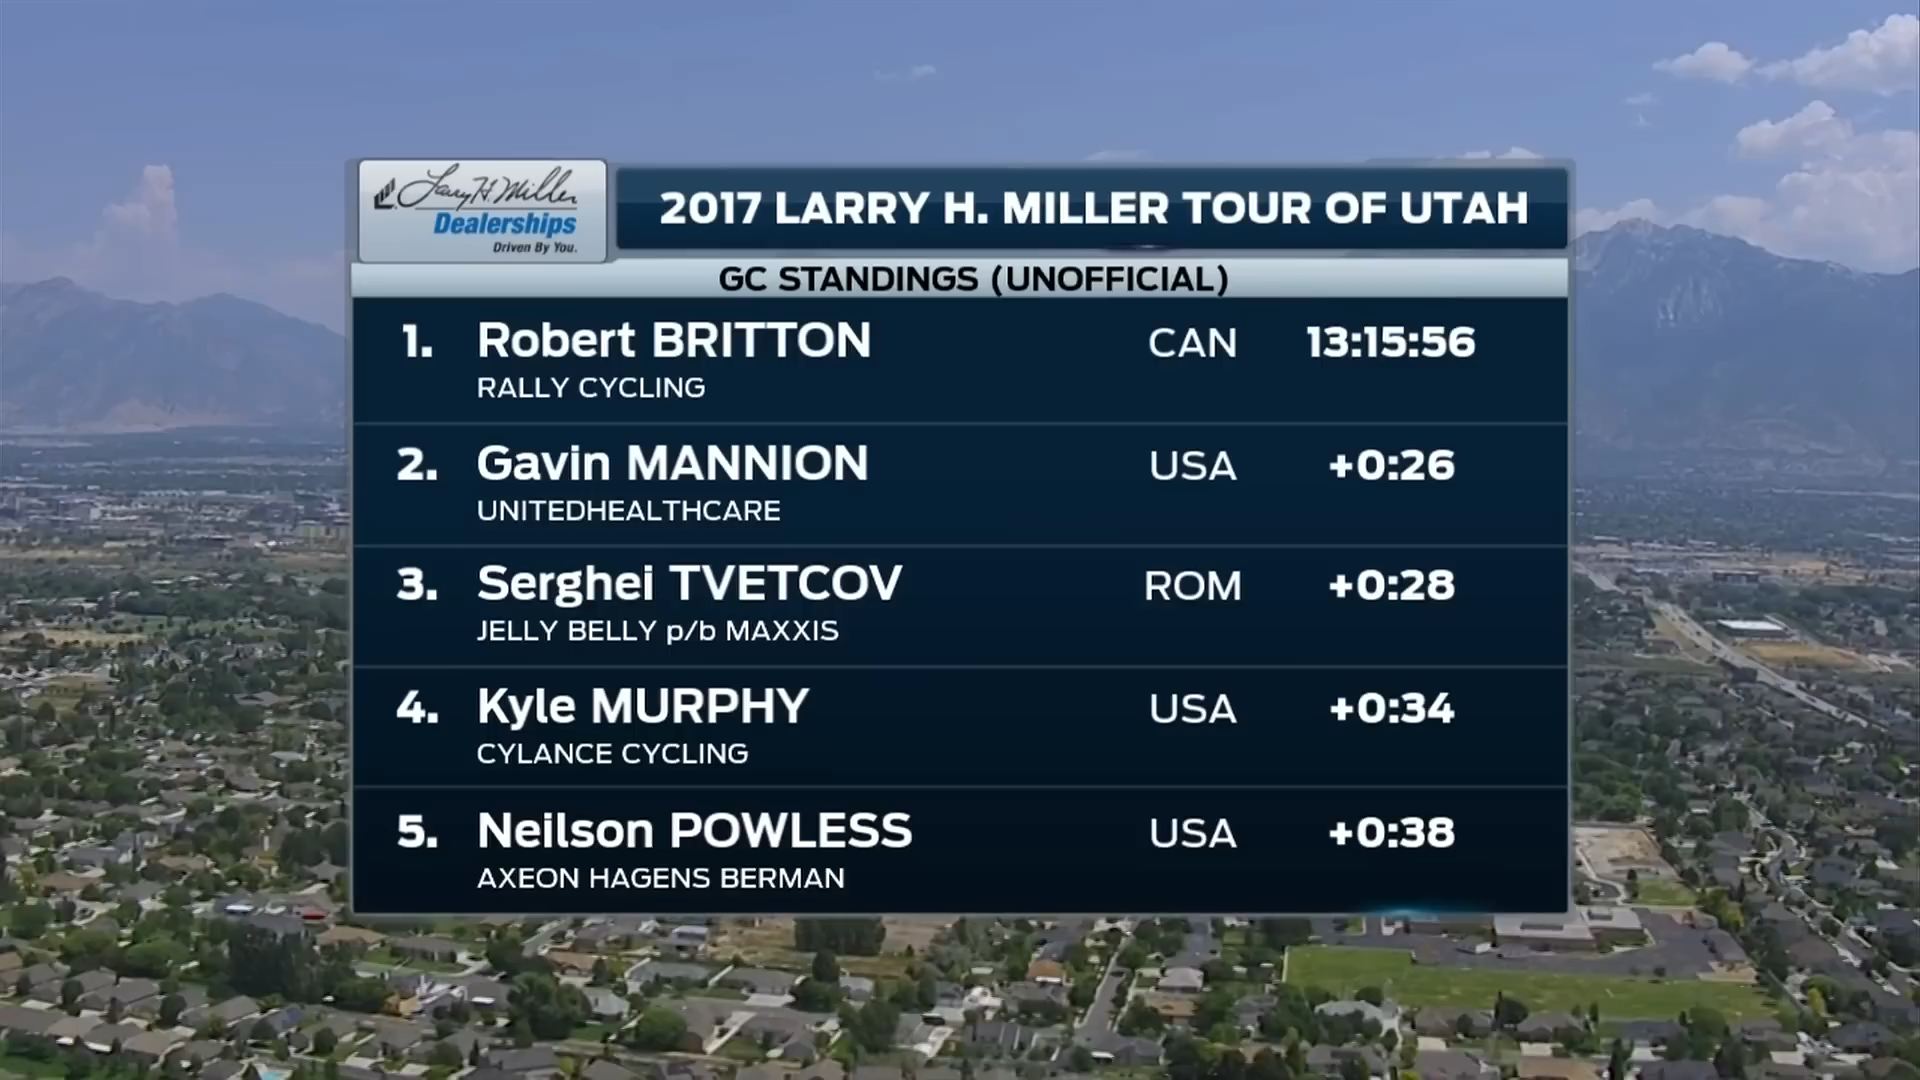 Larry H. Miller
Dealerships
Driven By You.
2017 LARRY H. MILLER TOUR OF UTAH
GC STANDINGS (UNOFFICIAL)
1. Robert BRITTON CAN 13:15:56
RALLY CYCLING
2. Gavin MANNION USA +0:26
UNITEDHEALTHCARE
3. Serghei TVETCOV ROM +0:28
JELLY BELLY p/b MAXXIS
4. Kyle MURPHY USA +0:34
CYLANCE CYCLING
5. Neilson POWLESS USA +0:38
AXEON HAGENS BERMAN